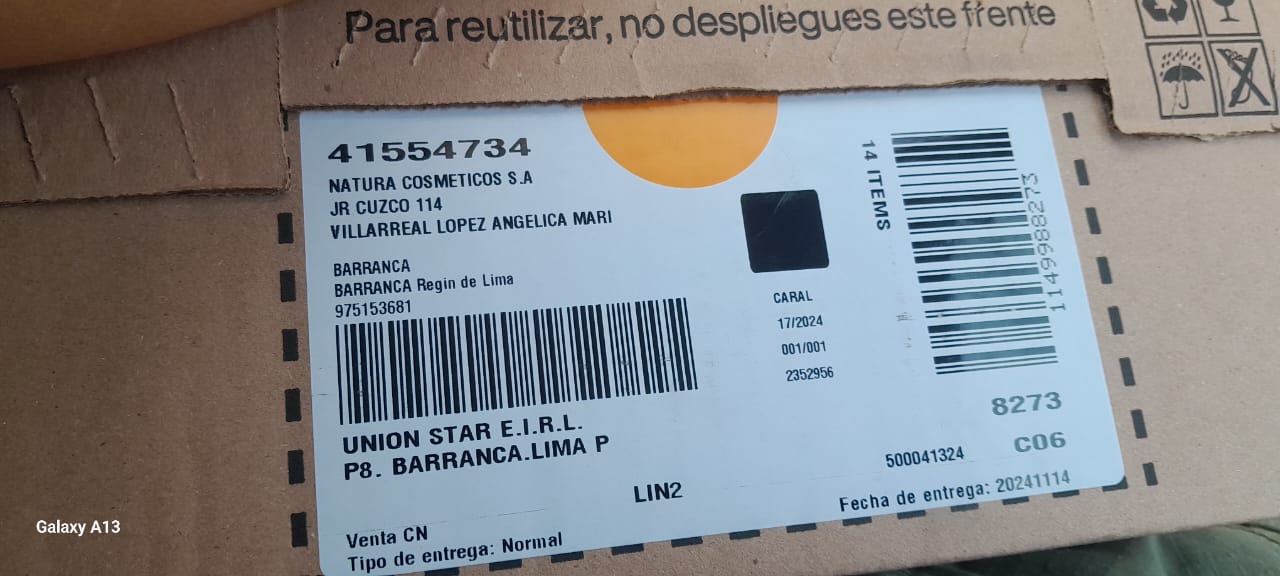 Para reutilizar, no despliegues este frente
41554734
NATURA COSMETICOS S.A
JR CUZCO 114
VILLARREAL LOPEZ ANGELICA MARI
BARRANCA
BARRANCA Regin de Lima
975153681
UNION STAR E.I.R.L.
P8. BARRANCA.LIMA P
LIN2
Venta CN
Tipo de entrega: Normal
CARAL
17/2024
001/001
2352956
14 ITEMS
1149988273
8273
C06
500041324
Fecha de entrega: 20241114
Galaxy A13